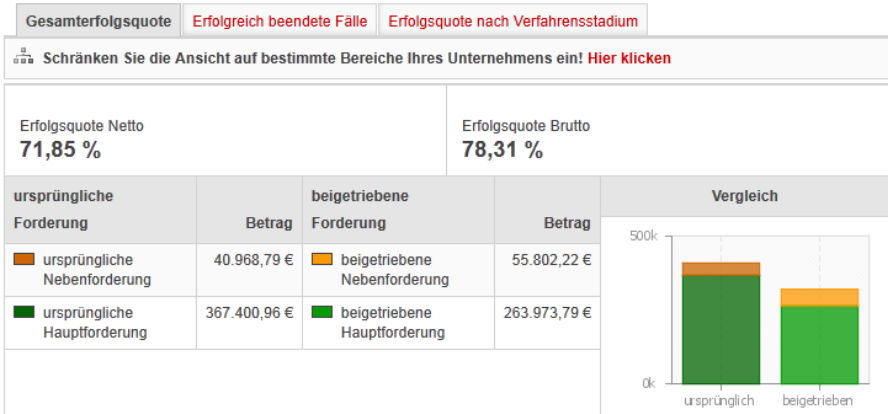 Gesamterfolgsquote Erfolgreich beendete Fälle Erfolgsquote nach Verfahrensstadium
Schränken Sie die Ansicht auf bestimmte Bereiche Ihres Unternehmens ein! Hier klicken
Erfolgsquote Netto
71,85 %
Erfolgsquote Brutto
78,31 %
ursprüngliche
Forderung
Betrag
beigetriebene
Forderung
Betrag
Vergleich
ursprüngliche
Nebenforderung
40.968,79 €
beigetriebene
Nebenforderung
55.802,22 €
ursprüngliche
Hauptforderung
367.400,96 €
beigetriebene
Hauptforderung
263.973,79 €
500k
0k
ursprünglich
beigetrieben